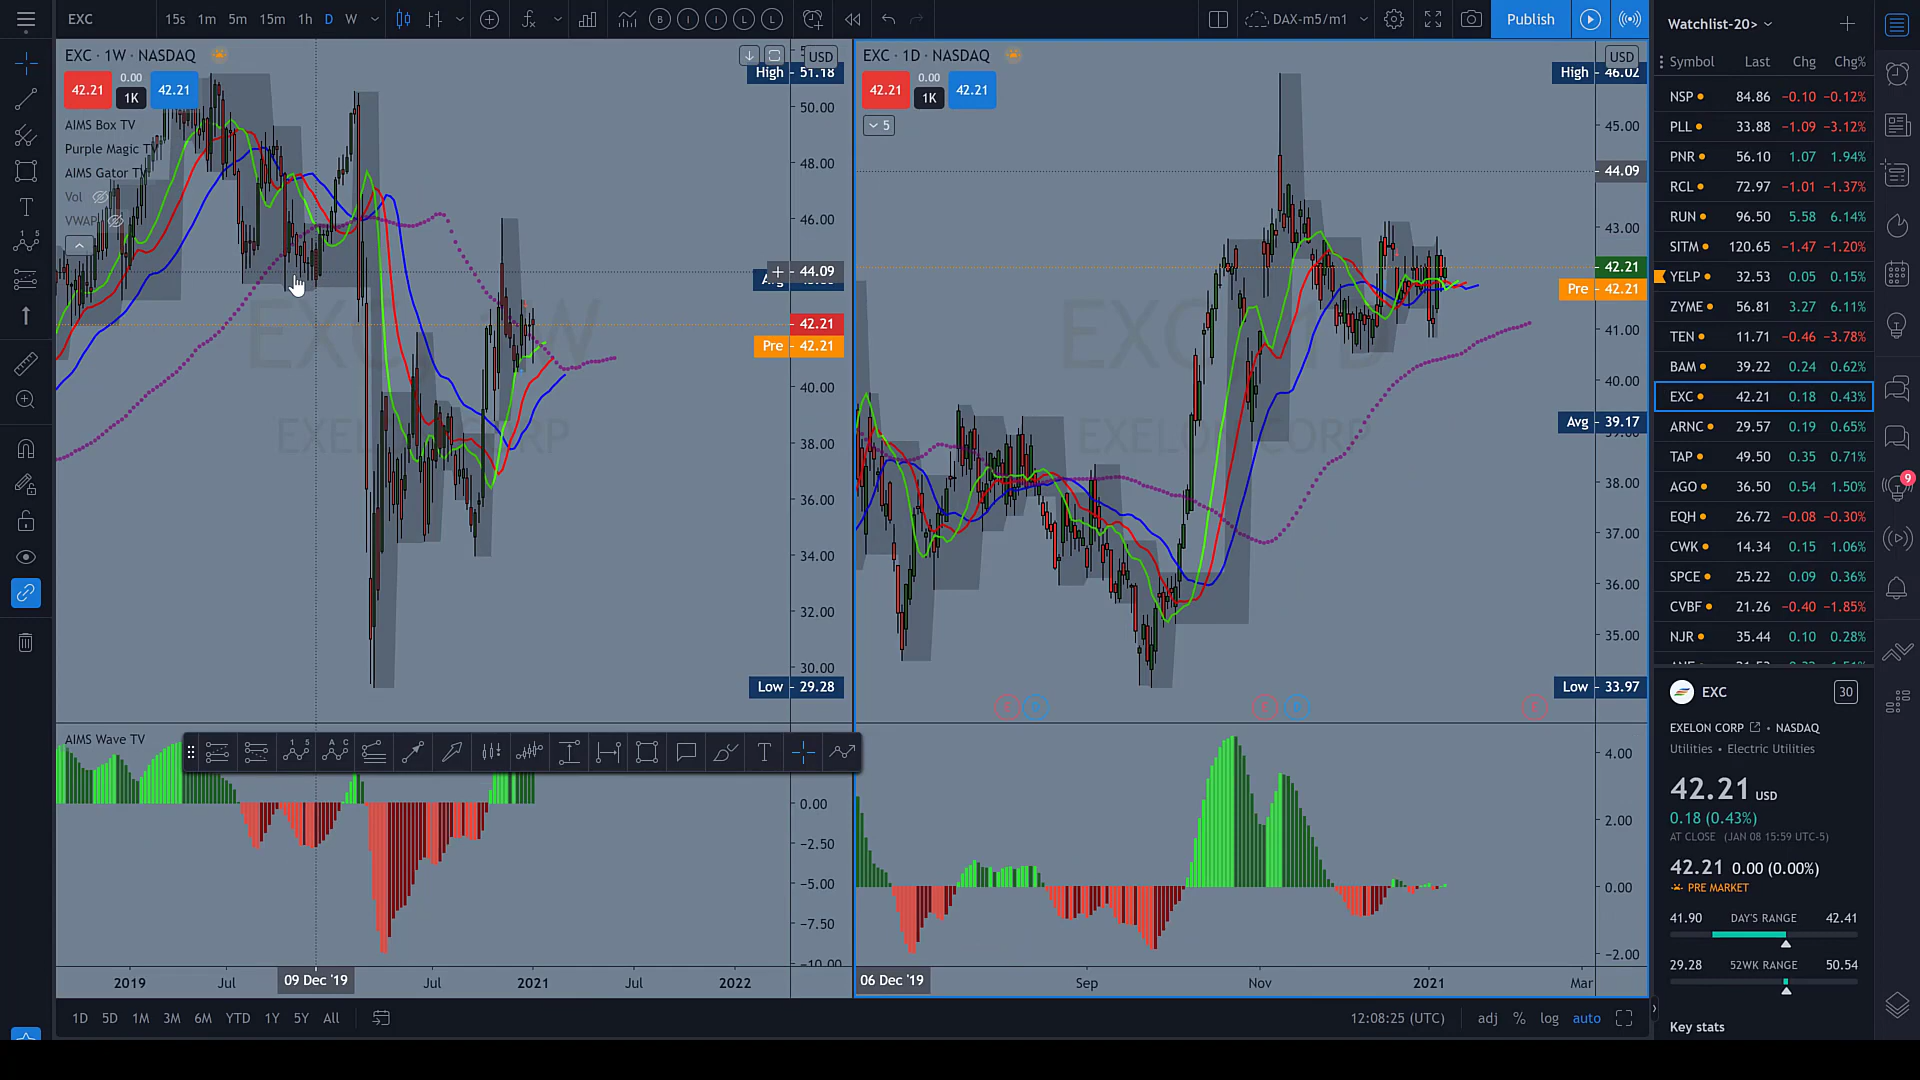 EXC 15s 1m 5m 15m 1h D W B I I L L DAX-m5/m1 Publish
EXC · 1W · NASDAQ
USD
High 51.18
42.21 0.00 1K 42.21
50.00
AIMS Box TV
Purple Magic TV
48.00
AIMS Gator TV
Vol
VWAP
46.00
44.09
42.21
Pre 42.21
40.00
38.00
36.00
34.00
32.00
30.00
Low 29.28
EXC, 1W
EXELON CORP
AIMS Wave TV
0.00
−2.50
−5.00
−7.50
−10.00
2019 Jul 09 Dec '19 Jul 2021 Jul 2022
EXC · 1D · NASDAQ
USD
High 46.02
42.21 0.00 1K 42.21
5
45.00
44.09
43.00
42.21
Pre 42.21
41.00
40.00
Avg 39.17
38.00
37.00
36.00
35.00
Low 33.97
EXC, 1D
EXELON CORP
4.00
2.00
0.00
−2.00
06 Dec '19 Sep Nov 2021 Mar
1D 5D 1M 3M 6M YTD 1Y 5Y All
12:08:25 (UTC) adj % log auto
Watchlist-20>
Symbol Last Chg Chg%
NSP 84.86 −0.10 −0.12%
PLL 33.88 −1.09 −3.12%
PNR 56.10 1.07 1.94%
RCL 72.97 −1.01 −1.37%
RUN 96.50 5.58 6.14%
SITM 120.65 −1.47 −1.20%
YELP 32.53 0.05 0.15%
ZYME 56.81 3.27 6.11%
TEN 11.71 −0.46 −3.78%
BAM 39.22 0.24 0.62%
EXC 42.21 0.18 0.43%
ARNC 29.57 0.19 0.65%
TAP 49.50 0.35 0.71%
AGO 36.50 0.54 1.50%
EQH 26.72 −0.08 −0.30%
CWK 14.34 0.15 1.06%
SPCE 25.22 0.09 0.36%
CVBF 21.26 −0.40 −1.85%
NJR 35.44 0.10 0.28%
EXC 30
EXELON CORP · NASDAQ
Utilities · Electric Utilities
42.21 USD
0.18 (0.43%)
AT CLOSE (JAN 08 15:59 UTC-5)
42.21 0.00 (0.00%)
PRE MARKET
41.90 DAY'S RANGE 42.41
29.28 52WK RANGE 50.54
Key stats
9